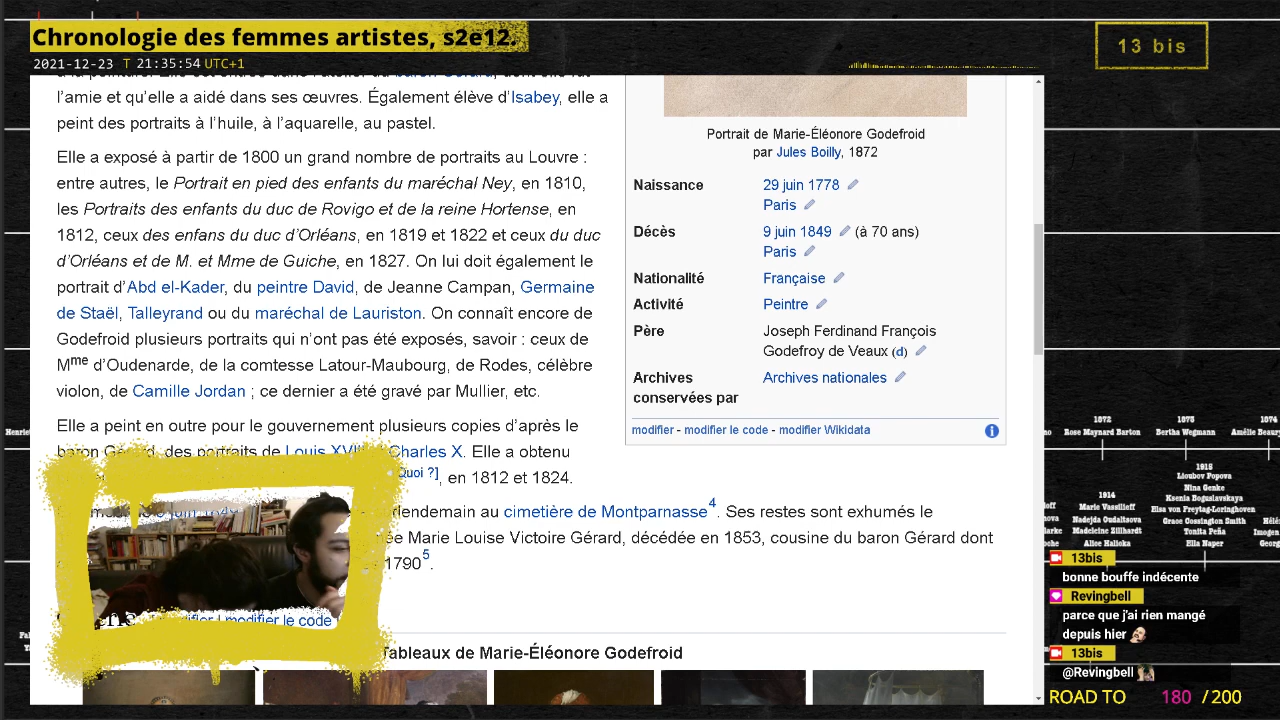 Chronologie des femmes artistes, s2e12.
2021-12-23 T 21:35:54 UTC+1
13 bis
l'amie et qu'elle a aidé dans ses œuvres. Également élève d'Isabey, elle a
peint des portraits à l'huile, à l'aquarelle, au pastel.
Elle a exposé à partir de 1800 un grand nombre de portraits au Louvre :
entre autres, le Portrait en pied des enfants du maréchal Ney, en 1810,
les Portraits des enfants du duc de Rovigo et de la reine Hortense, en
1812, ceux des enfans du duc d'Orléans, en 1819 et 1822 et ceux du duc
d'Orléans et de M. et Mme de Guiche, en 1827. On lui doit également le
portrait d'Abd el-Kader, du peintre David, de Jeanne Campan, Germaine
de Staël, Talleyrand ou du maréchal de Lauriston. On connaît encore de
Godefroid plusieurs portraits qui n'ont pas été exposés, savoir : ceux de
Mme d'Oudenarde, de la comtesse Latour-Maubourg, de Rodes, célèbre
violon, de Camille Jordan ; ce dernier a été gravé par Mullier, etc.
Elle a peint en outre pour le gouvernement plusieurs copies d'après le
baron Gérard, des portraits de Louis XVIII Charles X. Elle a obtenu
Quoi ?], en 1812 et 1824.
lendemain au cimetière de Montparnasse4. Ses restes sont exhumés le
Marie Louise Victoire Gérard, décédée en 1853, cousine du baron Gérard dont
17905.
modifier le code
Tableaux de Marie-Éléonore Godefroid
Portrait de Marie-Éléonore Godefroid
par Jules Boilly, 1872
Naissance 29 juin 1778
Paris
Décès 9 juin 1849 (à 70 ans)
Paris
Nationalité Française
Activité Peintre
Père Joseph Ferdinand François
Godefroy de Veaux (d)
Archives Archives nationales
conservées par
modifier - modifier le code - modifier Wikidata
1872
Rose Maynard Barton
1873
Bertha Wegmann
1874
Amélie Beaury
1914
Marie Vassilieff
Nadejda Oudaltsova
Madeleine Zillhardt
Alice Halicka
1915
Lioubov Popova
Nina Genke
Ksenia Boguslavskaya
Elsa von Freytag-Loringhoven
Grace Cossington Smith
Tonita Peña
Ella Naper
13bis
bonne bouffe indécente
Revingbell
parce que j'ai rien mangé
depuis hier
13bis
@Revingbell
ROAD TO 180 / 200